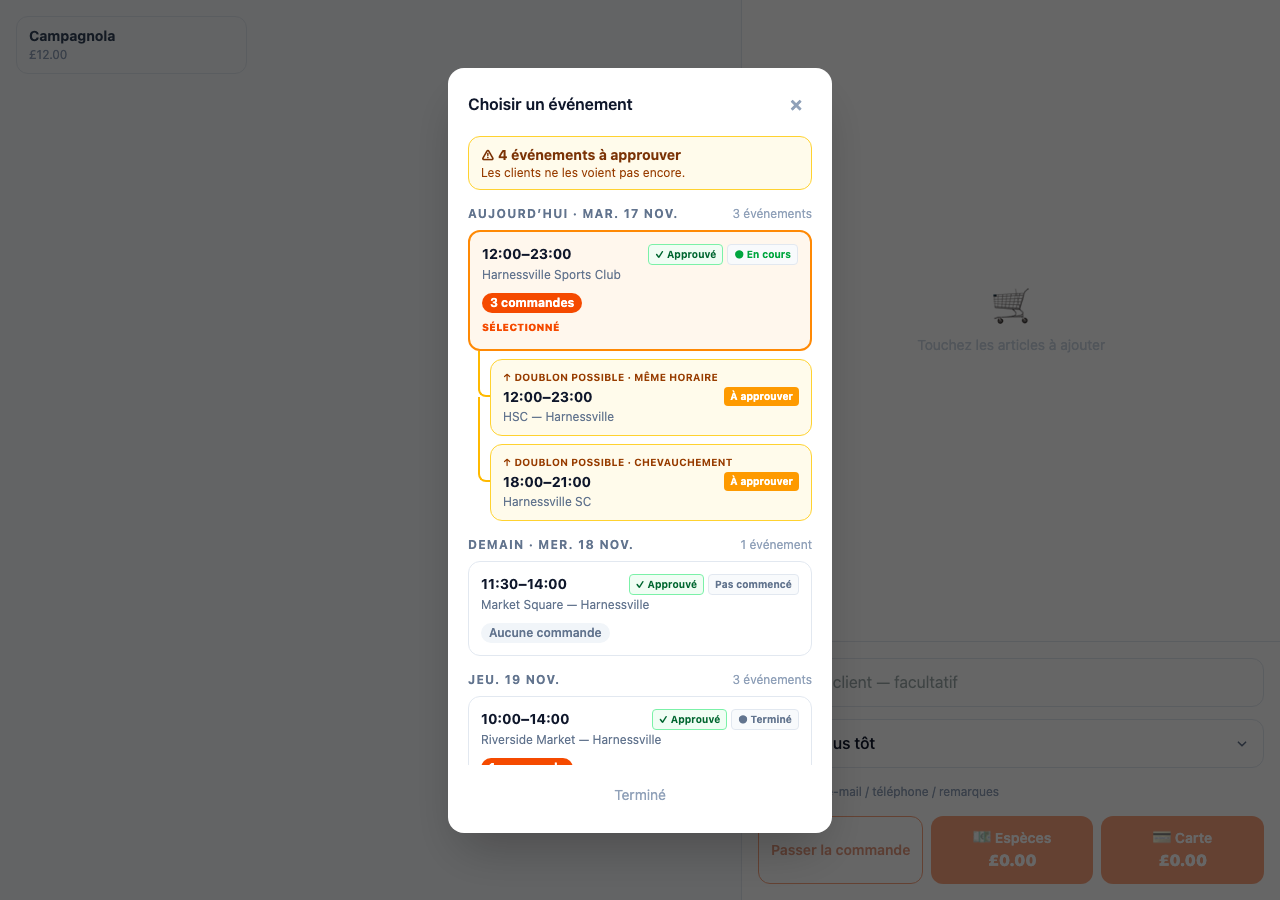 Campagnola
£12.00
Choisir un événement
×
⚠ 4 événements à approuver
Les clients ne les voient pas encore.
AUJOURD'HUI · MAR. 17 NOV.
3 événements
12:00–23:00
✓ Approuvé
● En cours
Harnessville Sports Club
3 commandes
SÉLECTIONNÉ
↑ DOUBLON POSSIBLE · MÊME HORAIRE
12:00–23:00
À approuver
HSC — Harnessville
↑ DOUBLON POSSIBLE · CHEVAUCHEMENT
18:00–21:00
À approuver
Harnessville SC
DEMAIN · MER. 18 NOV.
1 événement
11:30–14:00
✓ Approuvé
Pas commencé
Market Square — Harnessville
Aucune commande
JEU. 19 NOV.
3 événements
10:00–14:00
✓ Approuvé
● Terminé
Riverside Market — Harnessville
Terminé
Touchez les articles à ajouter
client — facultatif
us tôt
-mail / téléphone / remarques
Passer la commande
Espèces
£0.00
Carte
£0.00